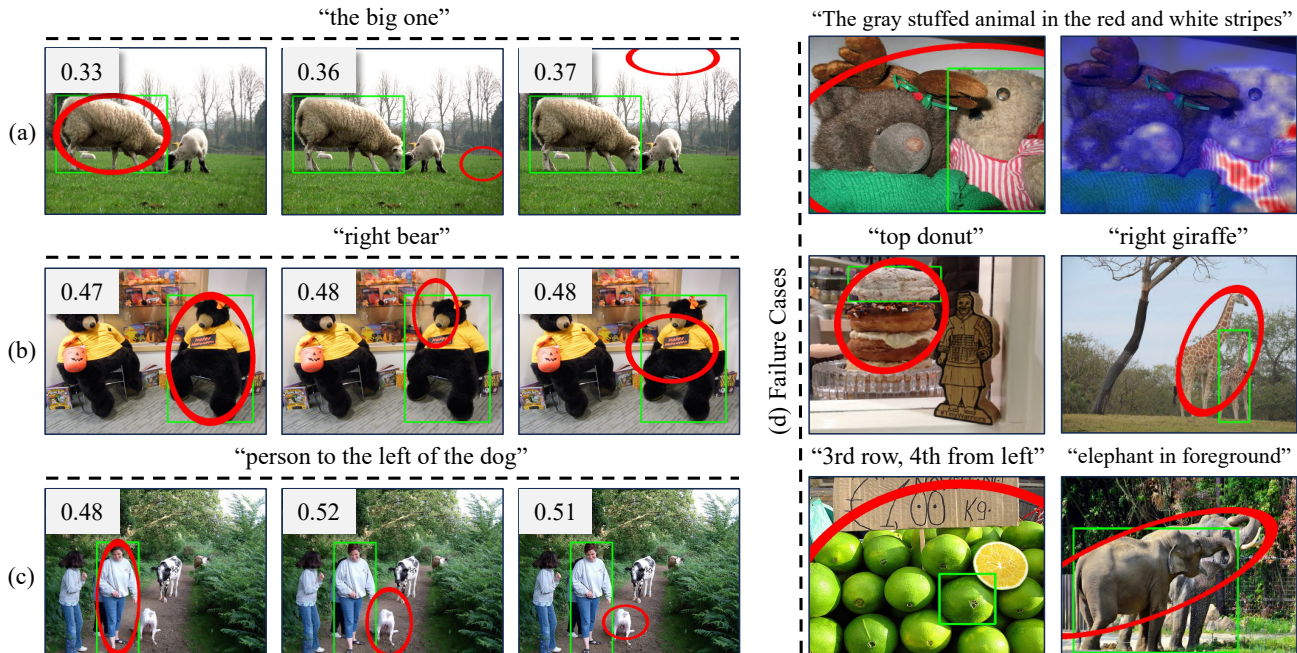 “the big one”
0.33
0.36
0.37
(a)
“right bear”
0.47
0.48
0.48
(b)
“person to the left of the dog”
0.48
0.52
0.51
(c)
(d) Failure Cases
“The gray stuffed animal in the red and white stripes”
“top donut”
“right giraffe”
“3rd row, 4th from left”
00 K9.
“elephant in foreground”